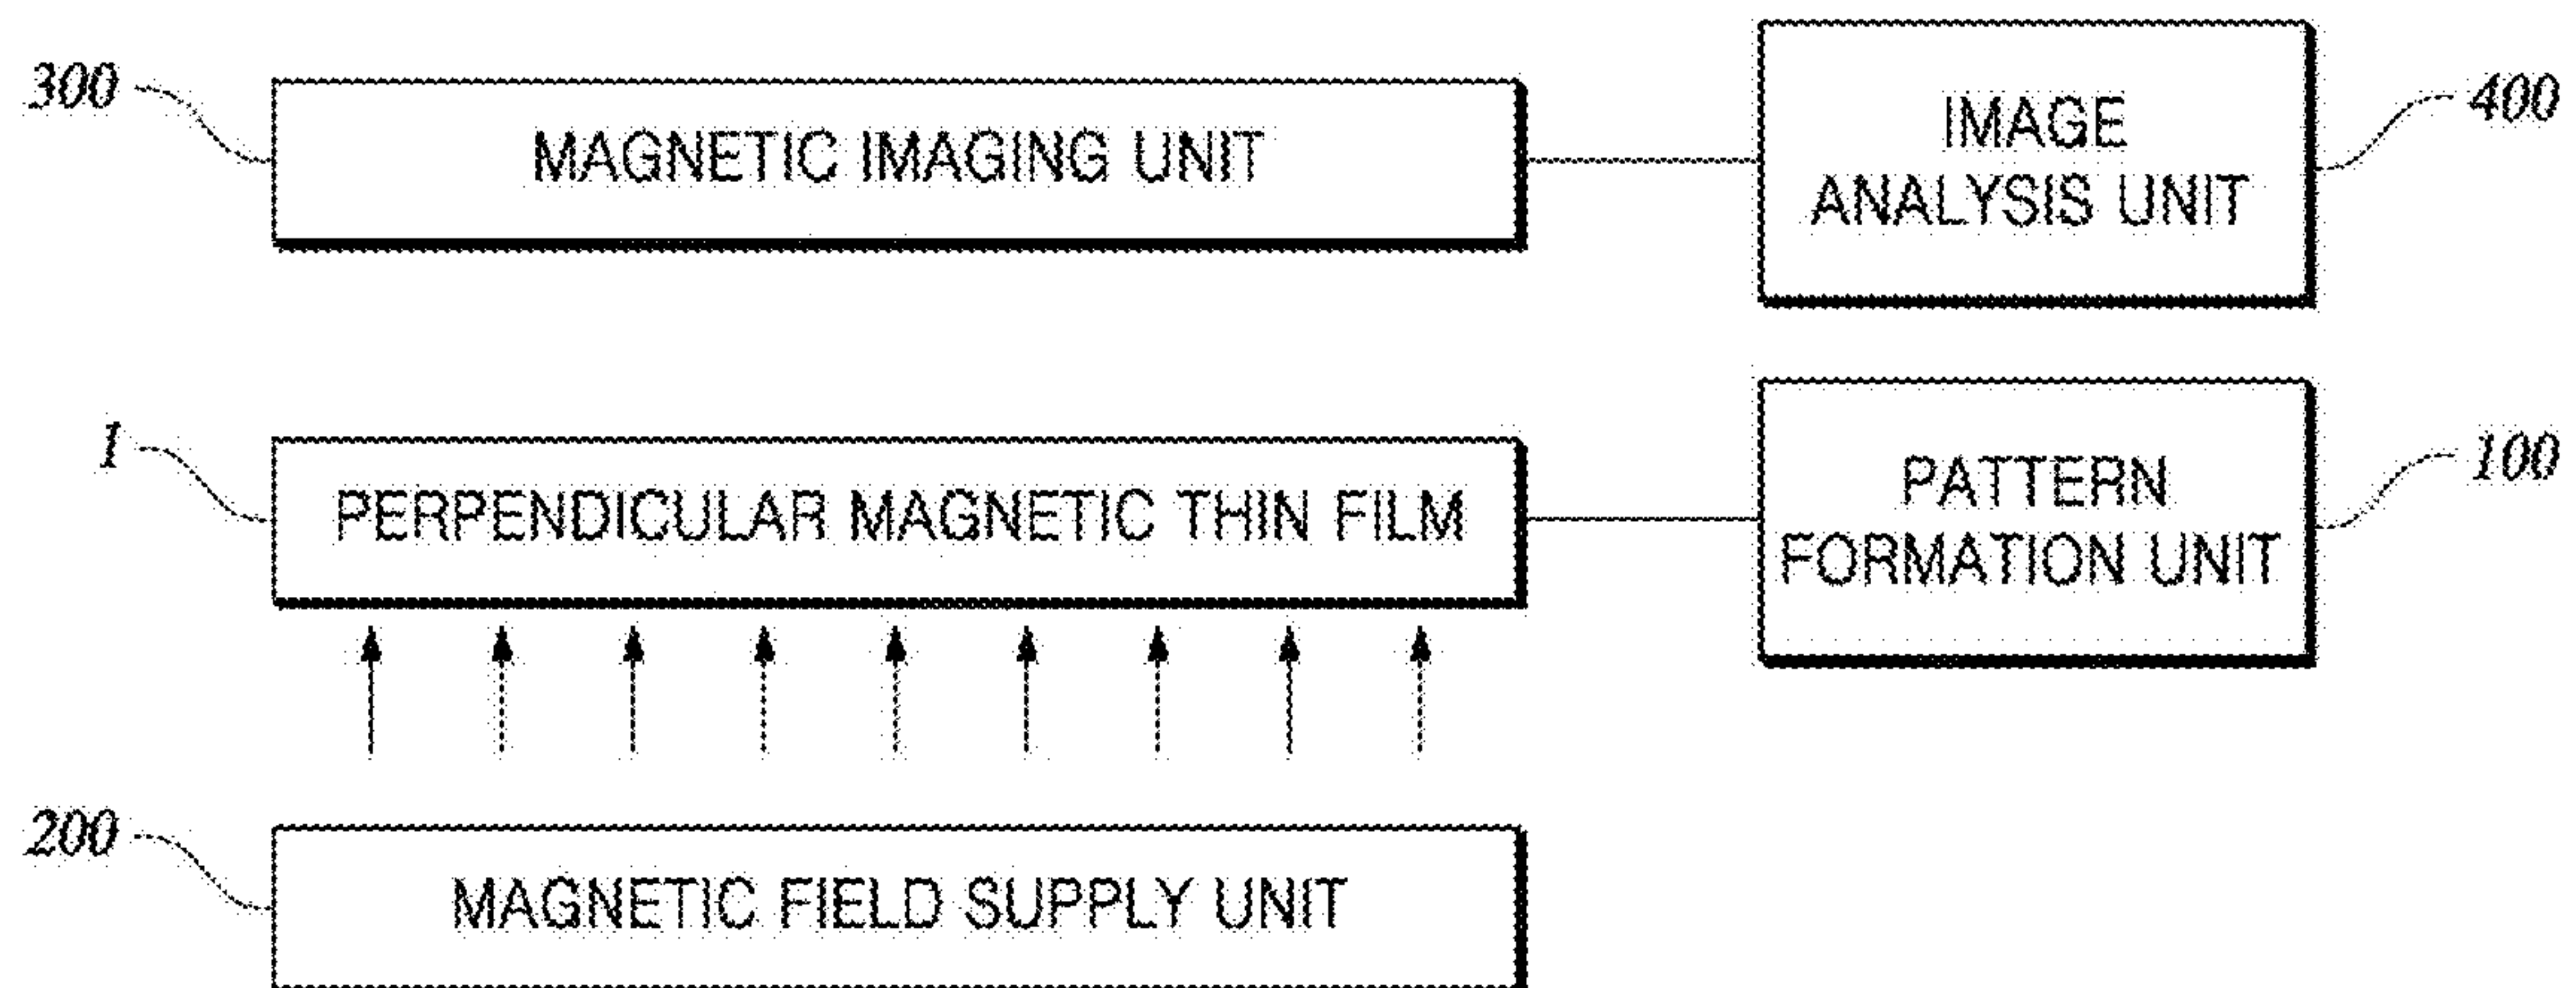 300
MAGNETIC IMAGING UNIT
IMAGE
ANALYSIS UNIT
400
1
PERPENDICULAR MAGNETIC THIN FILM
PATTERN
FORMATION UNIT
100
200
MAGNETIC FIELD SUPPLY UNIT